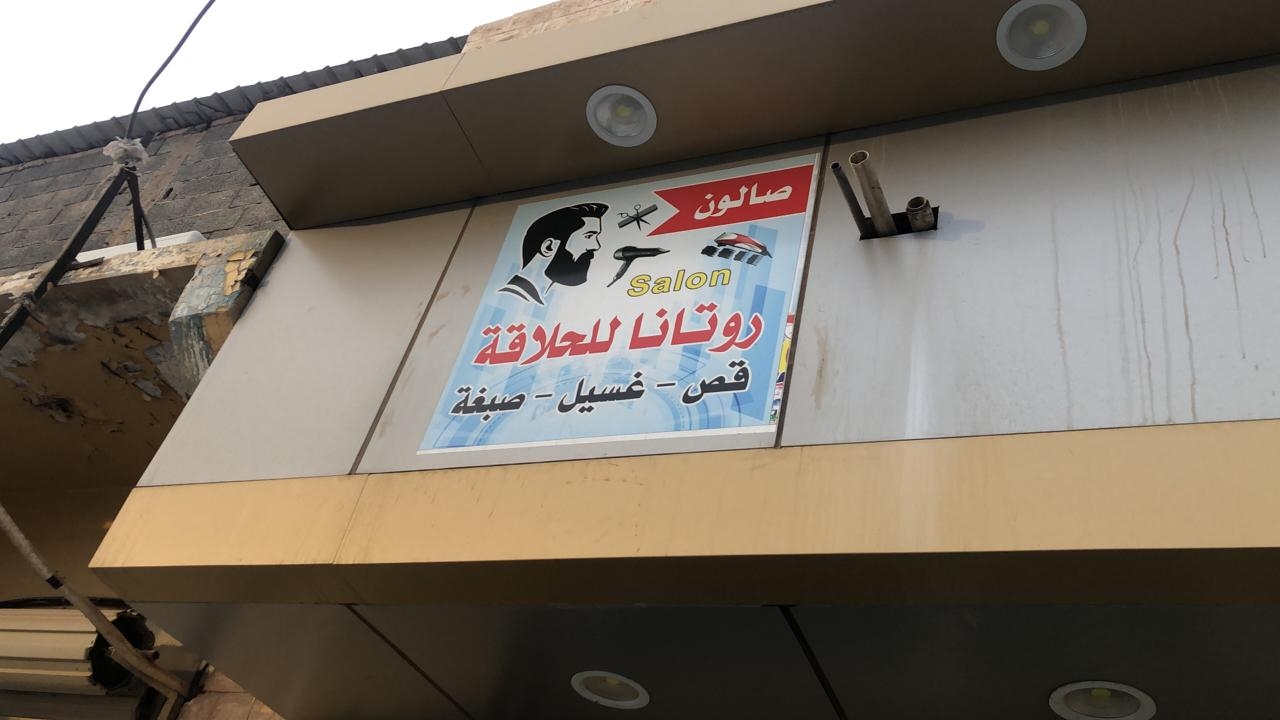 صالون
Salon
روتانا للحلاقة
قص - غسيل - صبغة